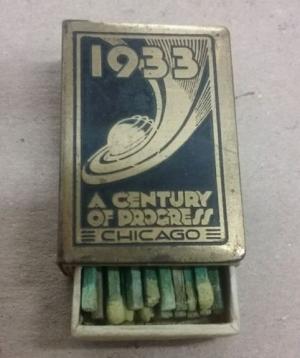 1933
A CENTURY
OF PROGRESS
CHICAGO